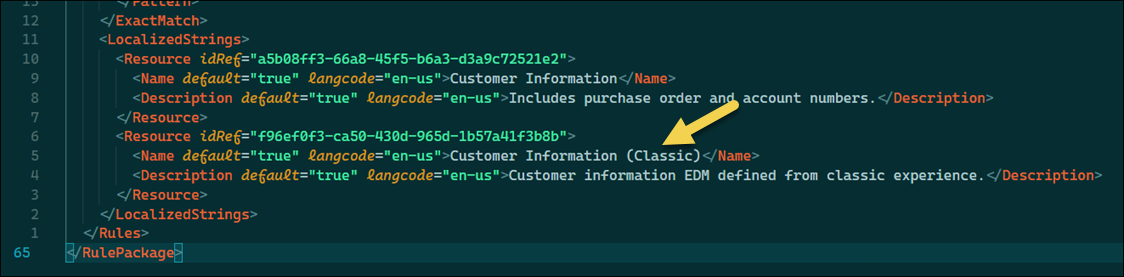 13 </Pattern>
12 </ExactMatch>
11 <LocalizedStrings>
10 <Resource idRef="a5b08ff3-66a8-45f5-b6a3-d3a9c72521e2">
9 <Name default="true" langcode="en-us">Customer Information</Name>
8 <Description default="true" langcode="en-us">Includes purchase order and account numbers.</Description>
7 </Resource>
6 <Resource idRef="f96ef0f3-ca50-430d-965d-1b57a41f3b8b">
5 <Name default="true" langcode="en-us">Customer Information (Classic)</Name>
4 <Description default="true" langcode="en-us">Customer information EDM defined from classic experience.</Description>
3 </Resource>
2 </LocalizedStrings>
1 </Rules>
65 </RulePackage>